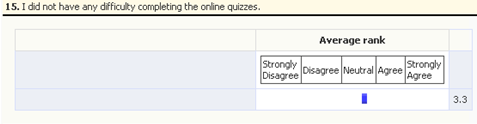 15. I did not have any difficulty completing the online quizzes.
Average rank
Strongly Disagree Disagree Neutral Agree Strongly Agree
3.3